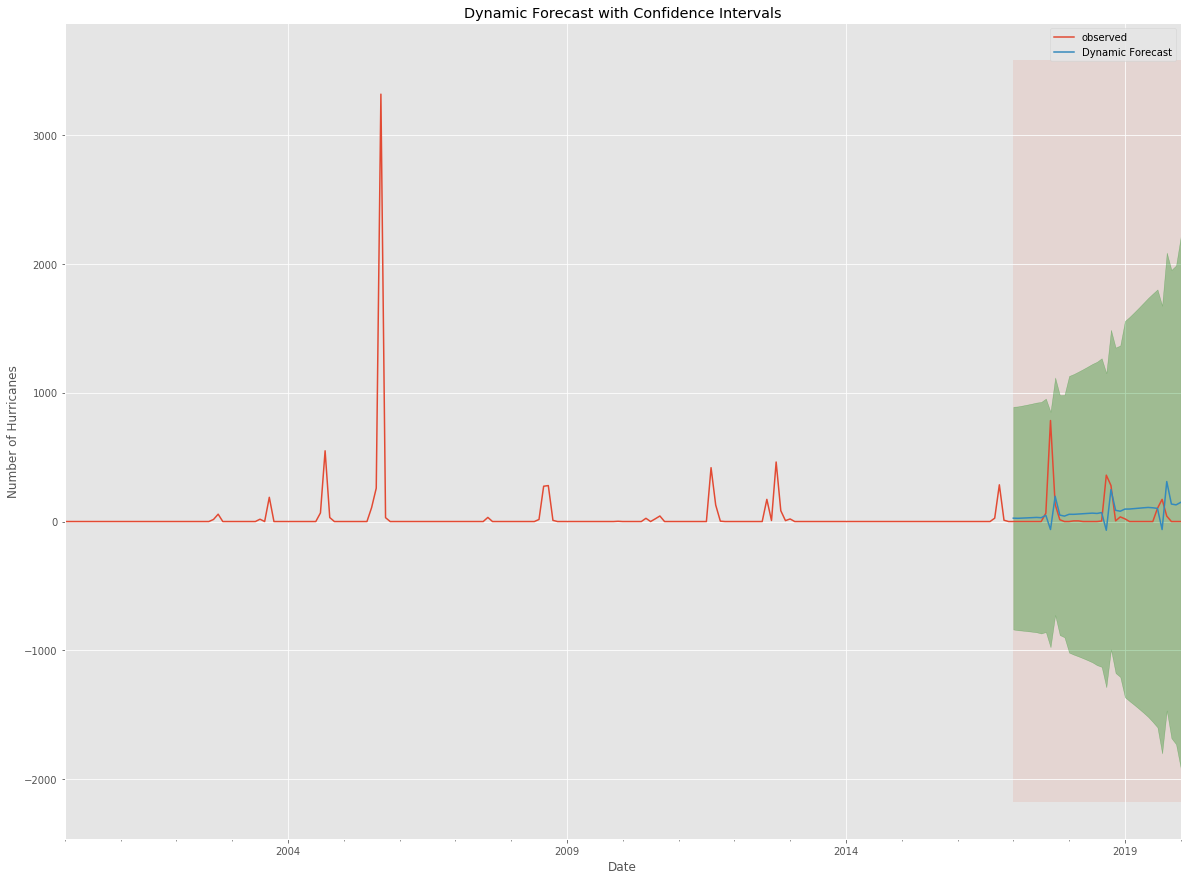 Dynamic Forecast with Confidence Intervals
observed
Dynamic Forecast
3000
2000
1000
0
−1000
−2000
Number of Hurricanes
2004
2009
2014
2019
Date